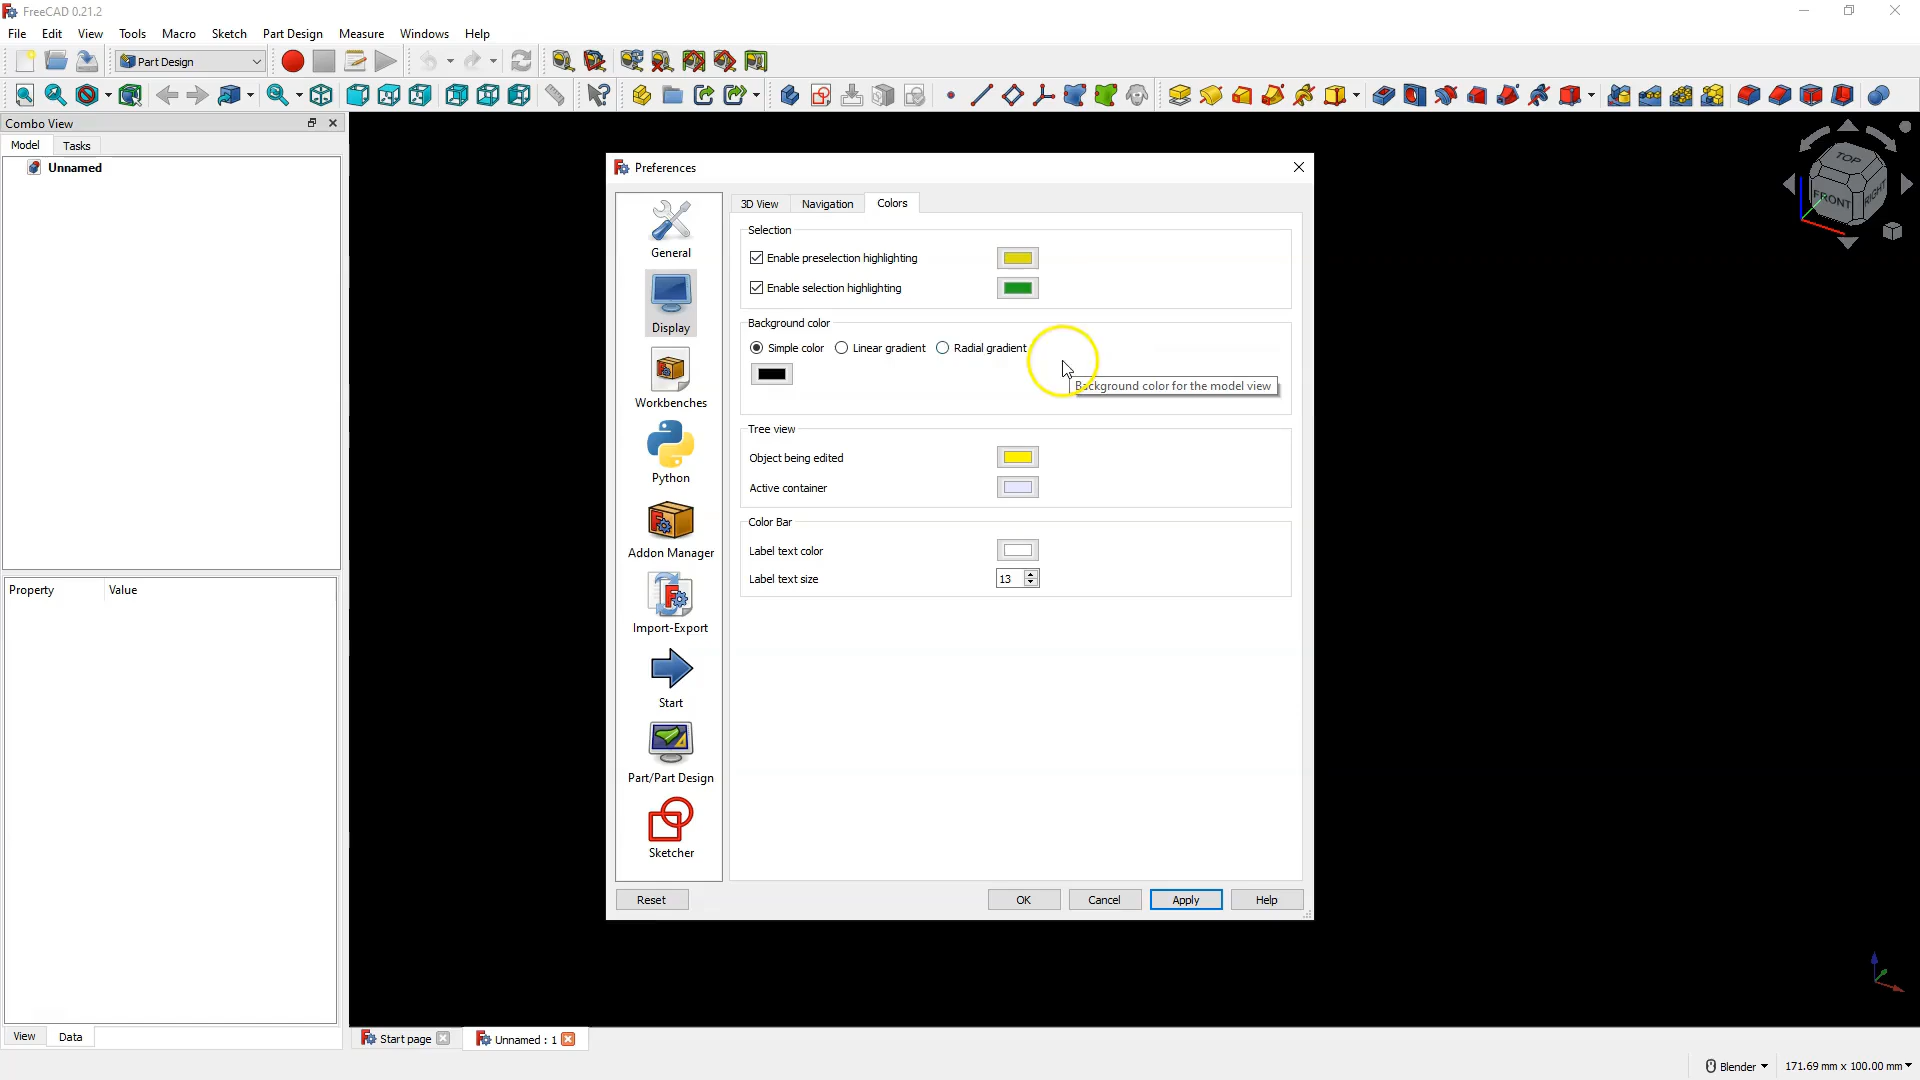 FreeCAD 0.21.2
File Edit View Tools Macro Sketch Part Design Measure Windows Help
Part Design
Combo View
Model Tasks
Unnamed
Property Value
View Data
Preferences
General
Display
Workbenches
Python
Addon Manager
Import-Export
Start
Part/Part Design
Sketcher
3D View Navigation Colors
Selection
Enable preselection highlighting
Enable selection highlighting
Background color
Simple color Linear gradient Radial gradient
Background color for the model view
Tree view
Object being edited
Active container
Color Bar
Label text color
Label text size 13
Reset OK Cancel Apply Help
TOP
FRONT RIGHT
Start page Unnamed : 1
Blender 171.69 mm x 100.00 mm